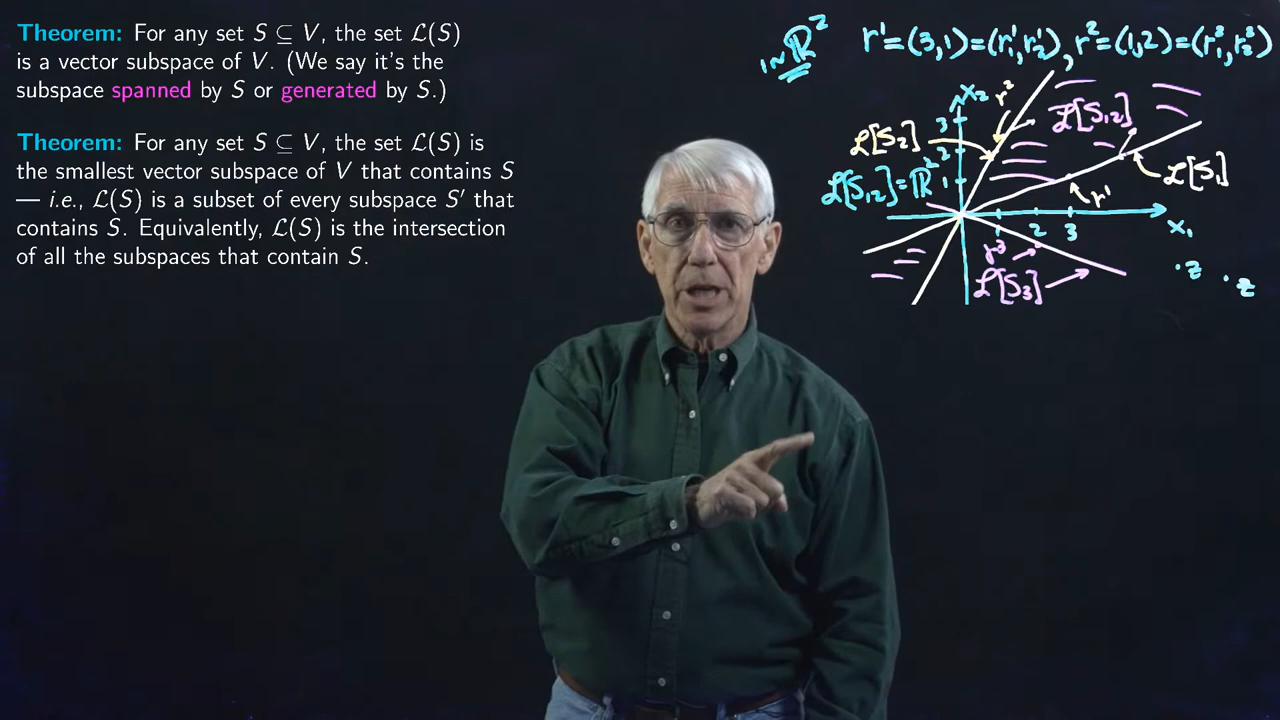 Theorem: For any set S ⊆ V, the set 𝓛(S)
is a vector subspace of V. (We say it's the
subspace spanned by S or generated by S.)
Theorem: For any set S ⊆ V, the set 𝓛(S) is
the smallest vector subspace of V that contains S
— i.e., 𝓛(S) is a subset of every subspace S′ that
contains S. Equivalently, 𝓛(S) is the intersection
of all the subspaces that contain S.
IN ℝ²
r¹=(3,1)=(r¹₁,r¹₂), r²=(1,2)=(r²₁,r²₂)
x₂
r²
𝓛[S₁₂]
3
𝓛[S₂]
2
𝓛[S₁₂]=ℝ²
1
𝓛[S₁]
r¹
x₁
1 2 3
r³
𝓛[S₃]
.z
.z